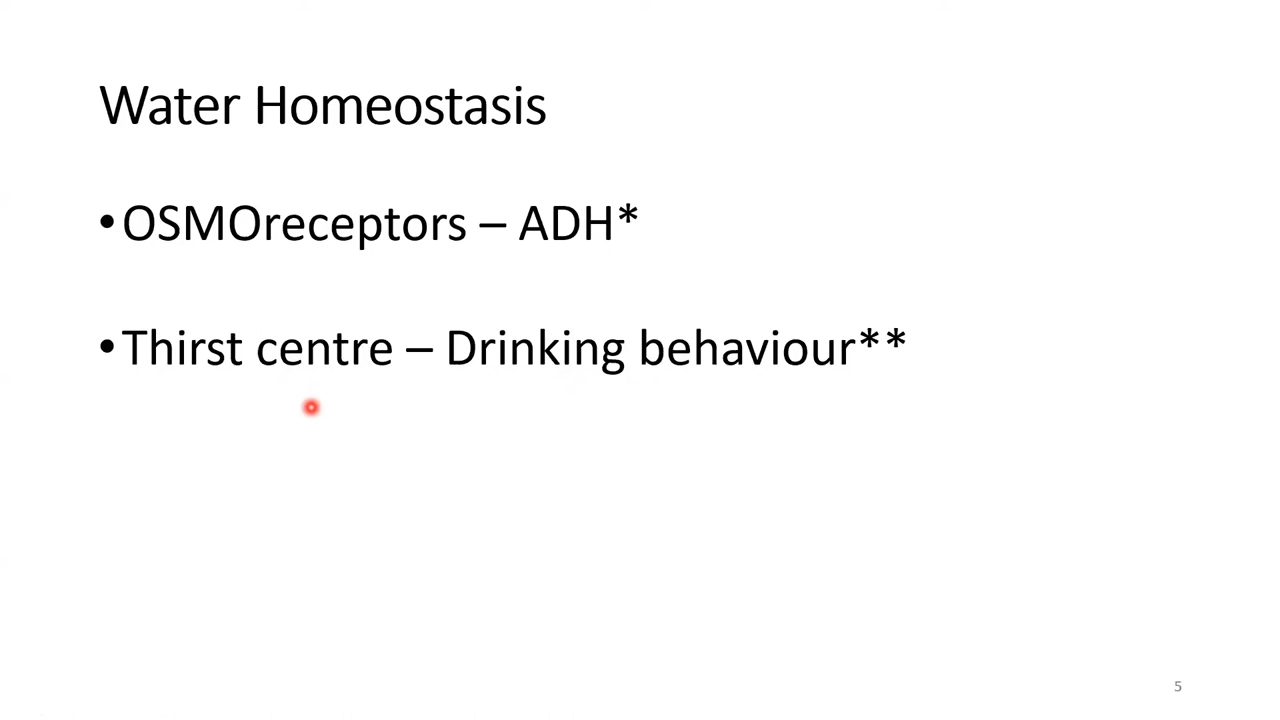 Water Homeostasis
•OSMOreceptors – ADH*
•Thirst centre – Drinking behaviour**
5